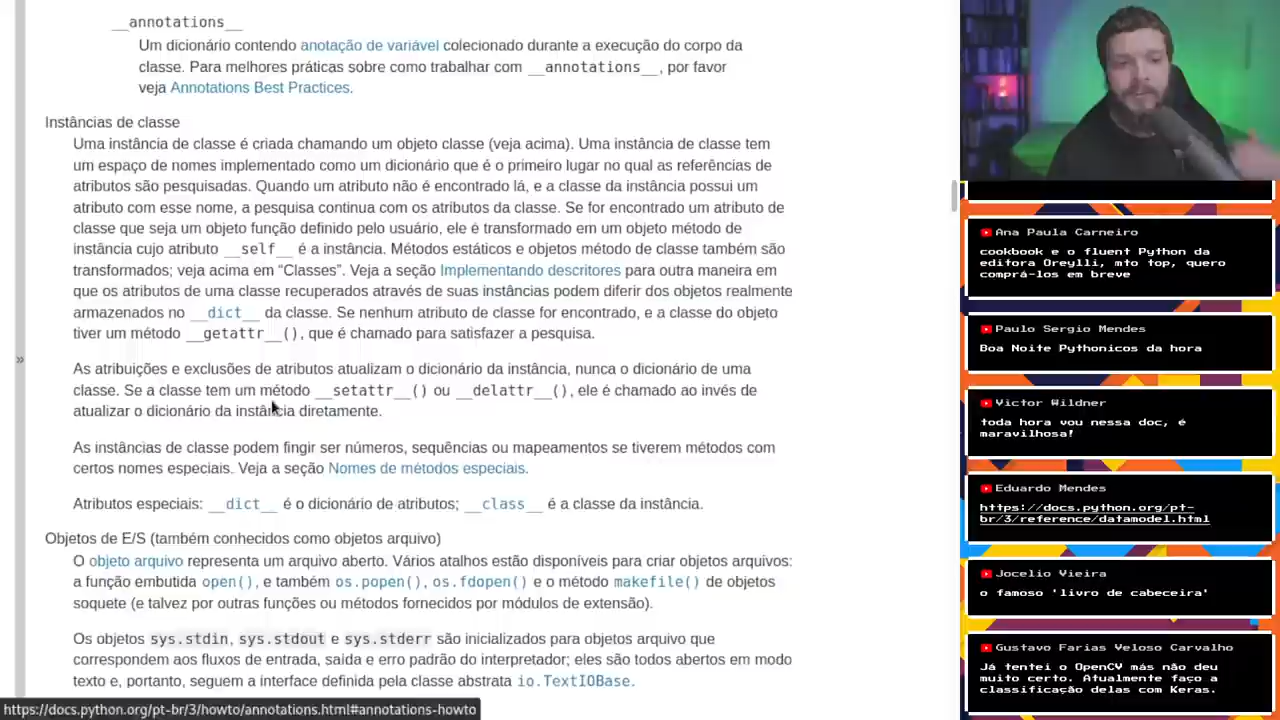 __annotations__
Um dicionário contendo anotação de variável colecionado durante a execução do corpo da
classe. Para melhores práticas sobre como trabalhar com __annotations__, por favor
veja Annotations Best Practices.
Instâncias de classe
Uma instância de classe é criada chamando um objeto classe (veja acima). Uma instância de classe tem
um espaço de nomes implementado como um dicionário que é o primeiro lugar no qual as referências de
atributos são pesquisadas. Quando um atributo não é encontrado lá, e a classe da instância possui um
atributo com esse nome, a pesquisa continua com os atributos da classe. Se for encontrado um atributo de
classe que seja um objeto função definido pelo usuário, ele é transformado em um objeto método de
instância cujo atributo __self__ é a instância. Métodos estáticos e objetos método de classe também são
transformados; veja acima em “Classes”. Veja a seção Implementando descritores para outra maneira em
que os atributos de uma classe recuperados através de suas instâncias podem diferir dos objetos realmente
armazenados no __dict__ da classe. Se nenhum atributo de classe for encontrado, e a classe do objeto
tiver um método __getattr__(), que é chamado para satisfazer a pesquisa.
»
As atribuições e exclusões de atributos atualizam o dicionário da instância, nunca o dicionário de uma
classe. Se a classe tem um método __setattr__() ou __delattr__(), ele é chamado ao invés de
atualizar o dicionário da instância diretamente.
As instâncias de classe podem fingir ser números, sequências ou mapeamentos se tiverem métodos com
certos nomes especiais. Veja a seção Nomes de métodos especiais.
Atributos especiais: __dict__ é o dicionário de atributos; __class__ é a classe da instância.
Objetos de E/S (também conhecidos como objetos arquivo)
O objeto arquivo representa um arquivo aberto. Vários atalhos estão disponíveis para criar objetos arquivos:
a função embutida open(), e também os.popen(), os.fdopen() e o método makefile() de objetos
soquete (e talvez por outras funções ou métodos fornecidos por módulos de extensão).
Os objetos sys.stdin, sys.stdout e sys.stderr são inicializados para objetos arquivo que
correspondem aos fluxos de entrada, saída e erro padrão do interpretador; eles são todos abertos em modo
texto e, portanto, seguem a interface definida pela classe abstrata io.TextIOBase.
https://docs.python.org/pt-br/3/howto/annotations.html#annotations-howto
Ana Paula Carneiro
cookbook e o fluent Python da
editora Oreylli, mto top, quero
comprá-los em breve
Paulo Sergio Mendes
Boa Noite Pythonicos da hora
Victor Wildner
toda hora vou nessa doc, é
maravilhosa!
Eduardo Mendes
https://docs.python.org/pt-
br/3/reference/datamodel.html
Jocelio Vieira
o famoso 'livro de cabeceira'
Gustavo Farias Veloso Carvalho
Já tentei o OpenCV más não deu
muito certo. Atualmente faço a
classificação delas com Keras.